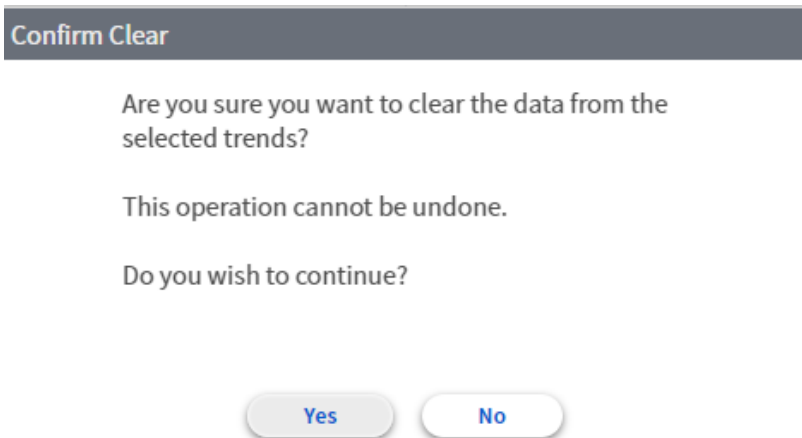 Confirm Clear
Are you sure you want to clear the data from the
selected trends?
This operation cannot be undone.
Do you wish to continue?
Yes No